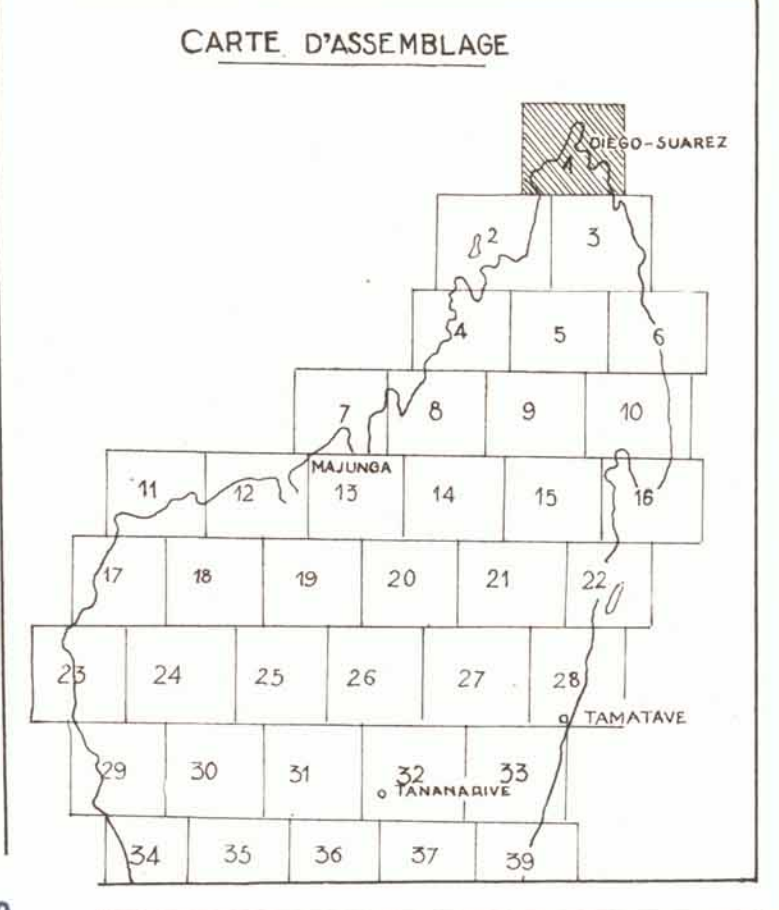 CARTE D'ASSEMBLAGE
DIEGO-SUAREZ
1
2 3
4 5 6
7 8 9 10
MAJUNGA
11 12 13 14 15 16
17 18 19 20 21 22
23 24 25 26 27 28
TAMATAVE
29 30 31 32 33
TANANARIVE
34 35 36 37 39